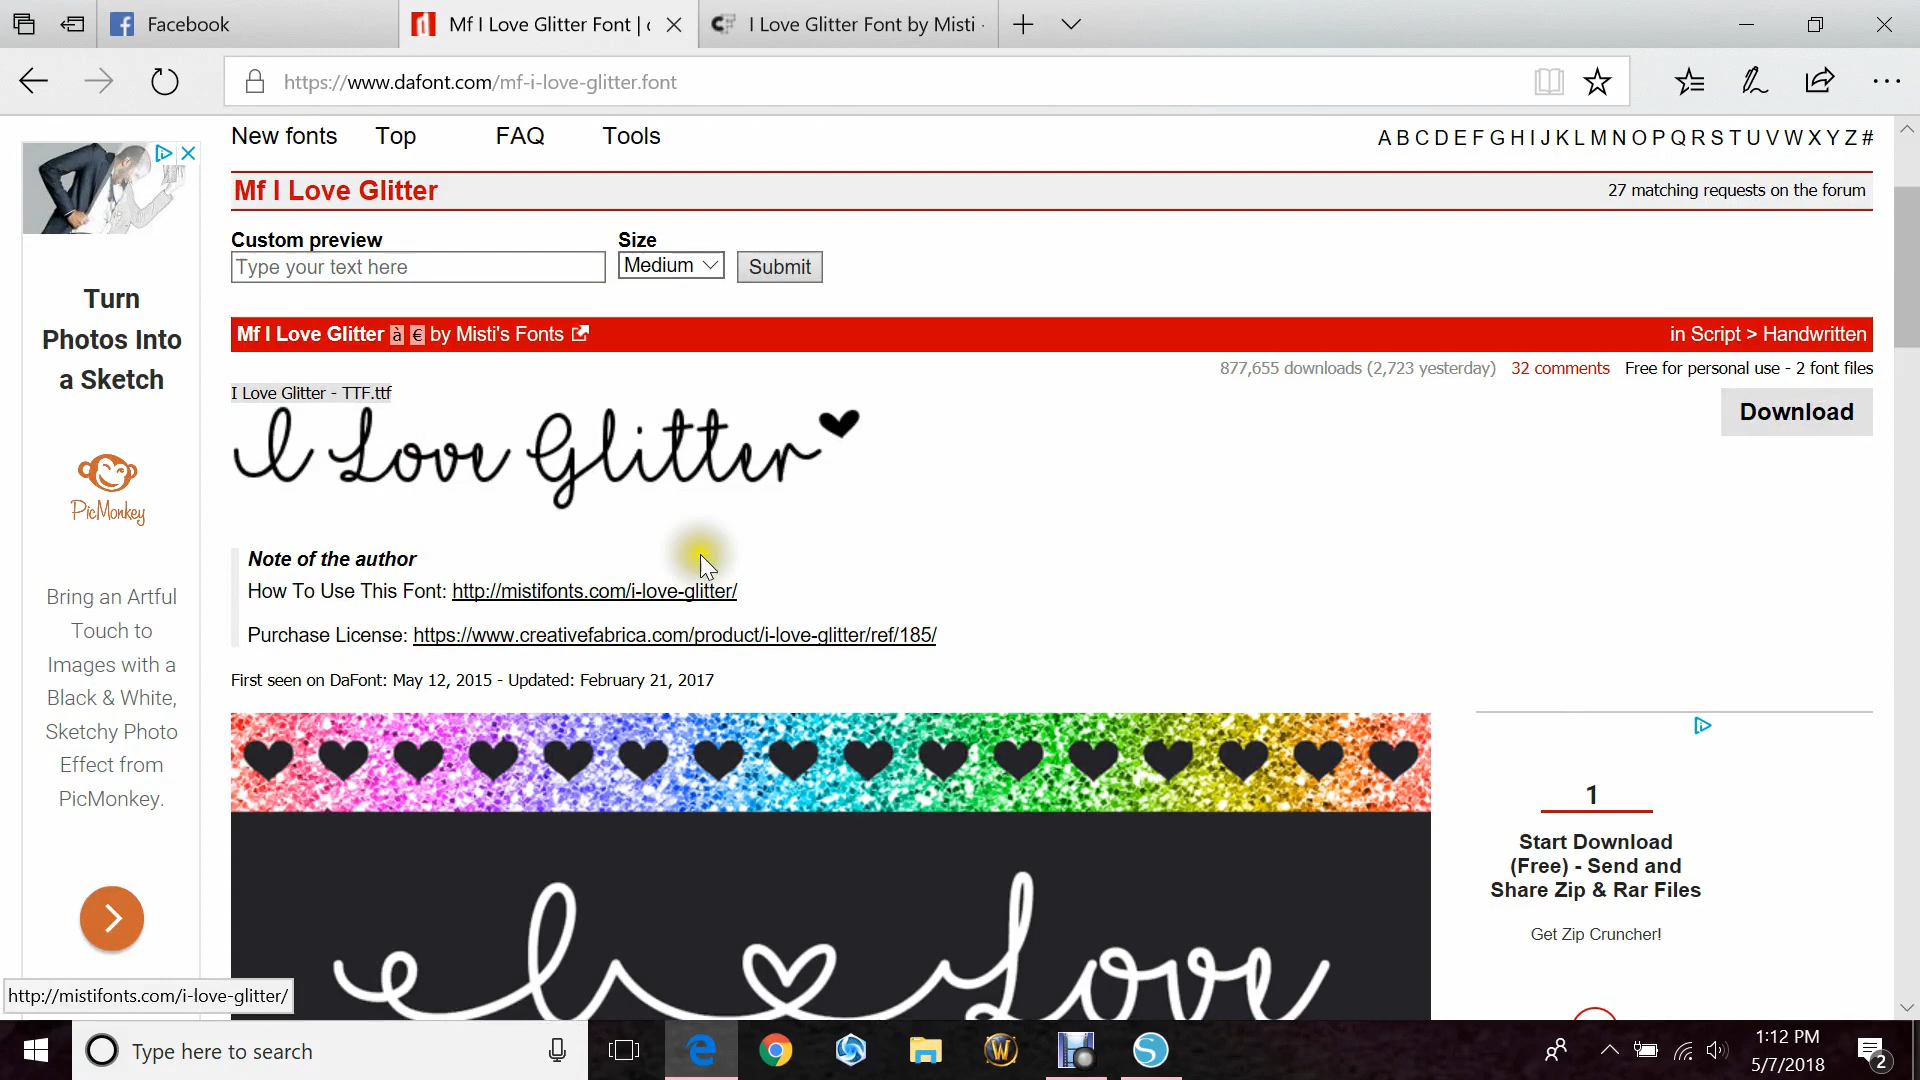 Facebook
Mf I Love Glitter Font | c
I Love Glitter Font by Misti -
https://www.dafont.com/mf-i-love-glitter.font
New fonts Top FAQ Tools
A B C D E F G H I J K L M N O P Q R S T U V W X Y Z #
Mf I Love Glitter
27 matching requests on the forum
Custom preview
Size
Type your text here
Medium
Submit
Mf I Love Glitter à € by Misti's Fonts
in Script > Handwritten
877,655 downloads (2,723 yesterday) 32 comments Free for personal use - 2 font files
I Love Glitter - TTF.ttf
Download
I Love Glitter
Note of the author
How To Use This Font: http://mistifonts.com/i-love-glitter/
Purchase License: https://www.creativefabrica.com/product/i-love-glitter/ref/185/
First seen on DaFont: May 12, 2015 - Updated: February 21, 2017
I Love
Turn
Photos Into
a Sketch
PicMonkey
Bring an Artful
Touch to
Images with a
Black & White,
Sketchy Photo
Effect from
PicMonkey.
1
Start Download
(Free) - Send and
Share Zip & Rar Files
Get Zip Cruncher!
http://mistifonts.com/i-love-glitter/
Type here to search
1:12 PM
5/7/2018
2